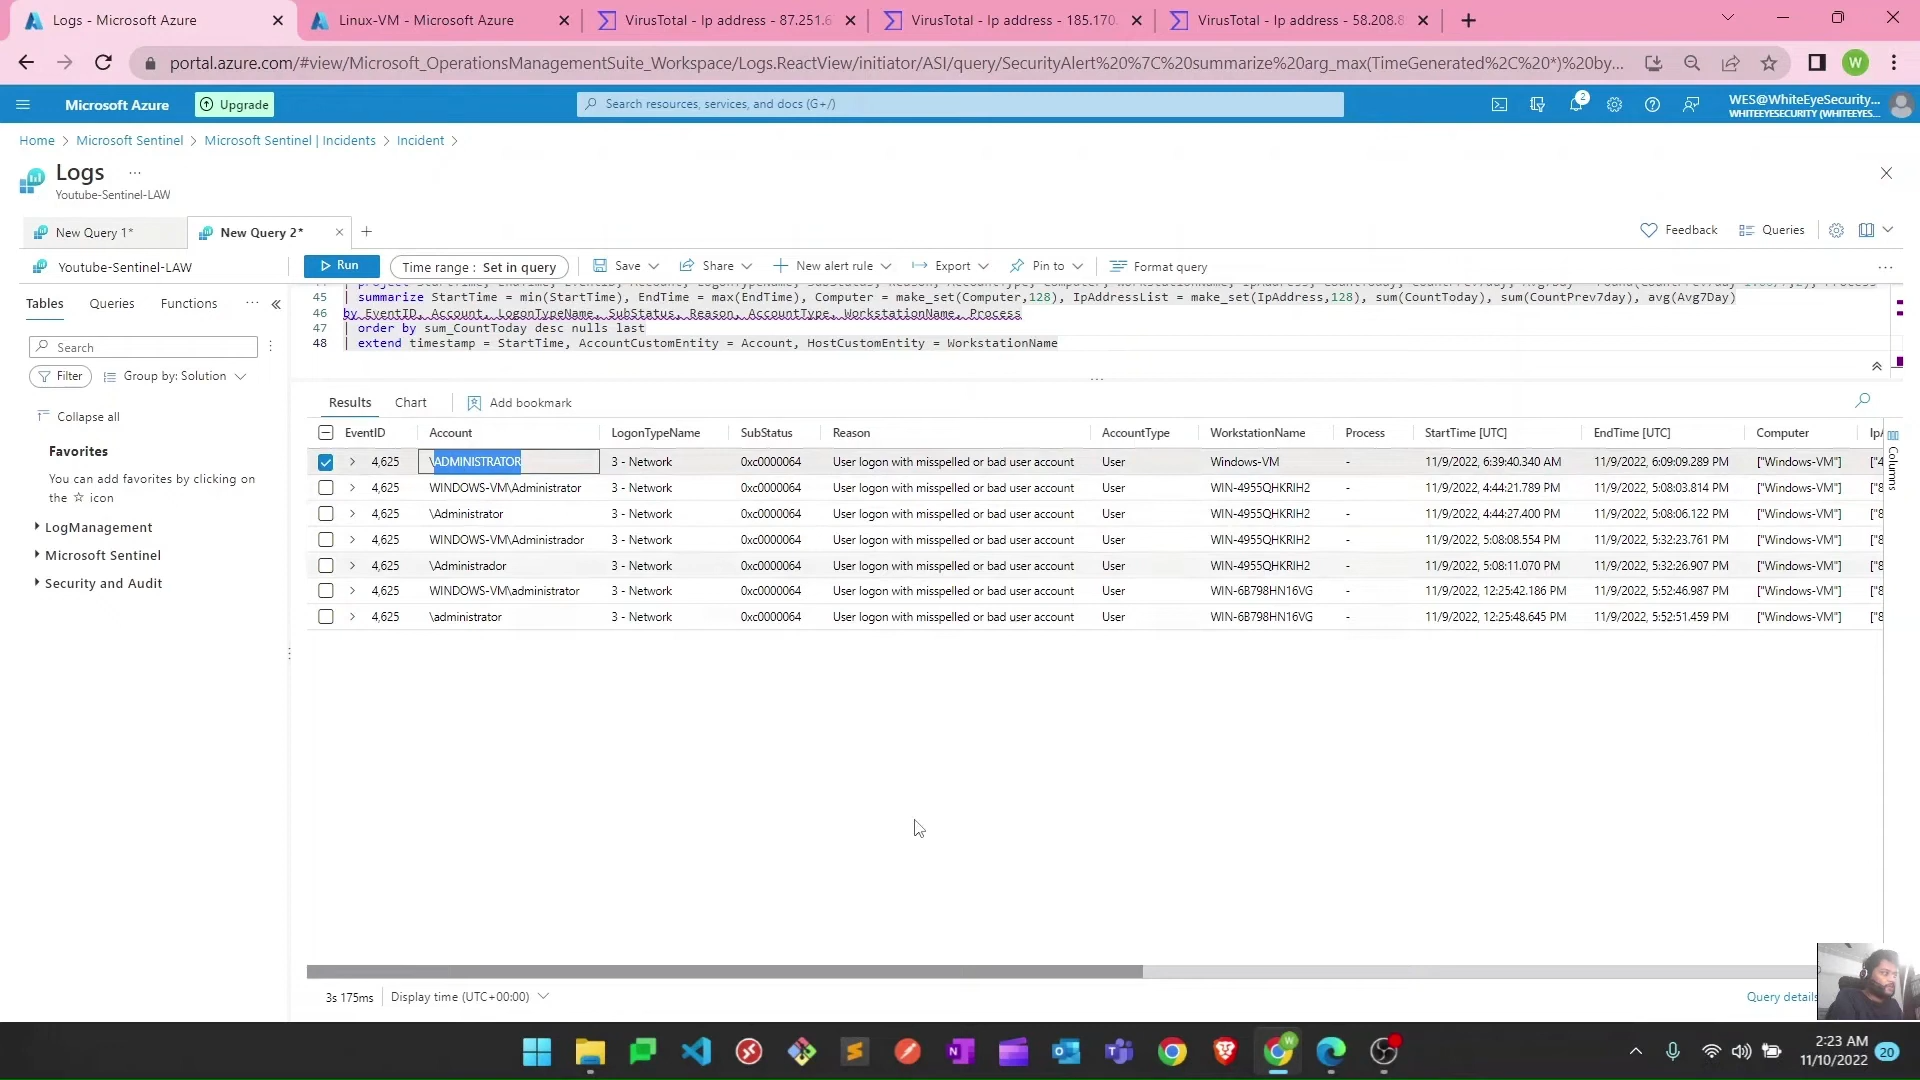 Logs - Microsoft Azure
Linux-VM - Microsoft Azure
VirusTotal - Ip address - 87.251.6
VirusTotal - Ip address - 185.170.
VirusTotal - Ip address - 58.208.8
portal.azure.com/#view/Microsoft_OperationsManagementSuite_Workspace/Logs.ReactView/initiator/ASI/query/SecurityAlert%20%7C%20summarize%20arg_max(TimeGenerated%2C%20*)%20by...
W
Microsoft Azure
Upgrade
Search resources, services, and docs (G+/)
2
WES@WhiteEyeSecurity...
WHITEEYESECURITY (WHITEEYES...
Home > Microsoft Sentinel > Microsoft Sentinel | Incidents > Incident >
Logs ...
Youtube-Sentinel-LAW
New Query 1*
New Query 2*
Feedback
Queries
Youtube-Sentinel-LAW
Run
Time range : Set in query
Save
Share
New alert rule
Export
Pin to
Format query
...
Tables
Queries
Functions
...
Search
Filter
Group by: Solution
Collapse all
Favorites
You can add favorites by clicking on
the ☆ icon
LogManagement
Microsoft Sentinel
Security and Audit
45 | summarize StartTime = min(StartTime), EndTime = max(EndTime), Computer = make_set(Computer,128), IpAddressList = make_set(IpAddress,128), sum(CountToday), sum(CountPrev7day), avg(Avg7Day)
46 by EventID, Account, LogonTypeName, SubStatus, Reason, AccountType, WorkstationName, Process
47 | order by sum_CountToday desc nulls last
48 | extend timestamp = StartTime, AccountCustomEntity = Account, HostCustomEntity = WorkstationName
Results
Chart
Add bookmark
EventID Account LogonTypeName SubStatus Reason AccountType WorkstationName Process StartTime [UTC] EndTime [UTC] Computer IpA
4,625 \ADMINISTRATOR 3 - Network 0xc0000064 User logon with misspelled or bad user account User Windows-VM - 11/9/2022, 6:39:40.340 AM 11/9/2022, 6:09:09.289 PM ["Windows-VM"] ["4
4,625 WINDOWS-VM\Administrator 3 - Network 0xc0000064 User logon with misspelled or bad user account User WIN-4955QHKRIH2 - 11/9/2022, 4:44:21.789 PM 11/9/2022, 5:08:03.814 PM ["Windows-VM"] ["8
4,625 \Administrator 3 - Network 0xc0000064 User logon with misspelled or bad user account User WIN-4955QHKRIH2 - 11/9/2022, 4:44:27.400 PM 11/9/2022, 5:08:06.122 PM ["Windows-VM"] ["8
4,625 WINDOWS-VM\Administrador 3 - Network 0xc0000064 User logon with misspelled or bad user account User WIN-4955QHKRIH2 - 11/9/2022, 5:08:08.554 PM 11/9/2022, 5:32:23.761 PM ["Windows-VM"] ["8
4,625 \Administrador 3 - Network 0xc0000064 User logon with misspelled or bad user account User WIN-4955QHKRIH2 - 11/9/2022, 5:08:11.070 PM 11/9/2022, 5:32:26.907 PM ["Windows-VM"] ["8
4,625 WINDOWS-VM\administrator 3 - Network 0xc0000064 User logon with misspelled or bad user account User WIN-6B798HN16VG - 11/9/2022, 12:25:42.186 PM 11/9/2022, 5:52:46.987 PM ["Windows-VM"] ["8
4,625 \administrator 3 - Network 0xc0000064 User logon with misspelled or bad user account User WIN-6B798HN16VG - 11/9/2022, 12:25:48.645 PM 11/9/2022, 5:52:51.459 PM ["Windows-VM"] ["8
Columns
3s 175ms
Display time (UTC+00:00)
Query details
2:23 AM
11/10/2022
20